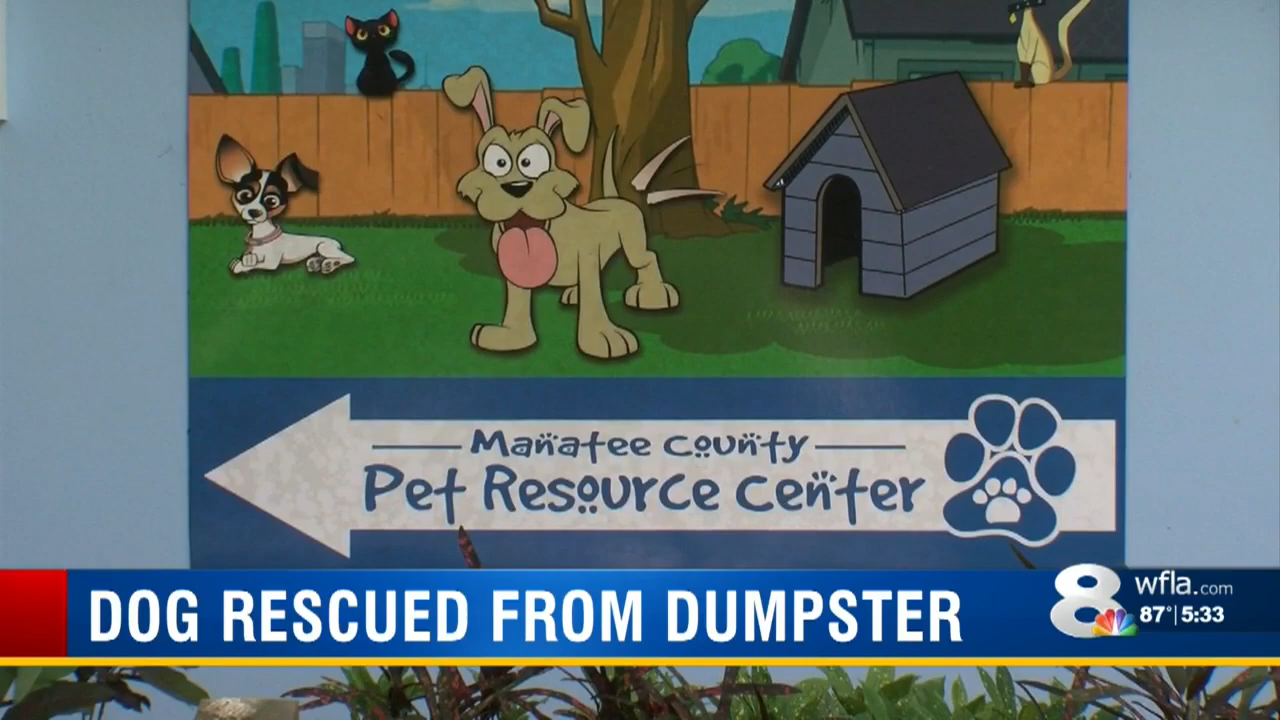 Manatee County
Pet Resource Center
DOG RESCUED FROM DUMPSTER
8 wfla.com
87° 5:33